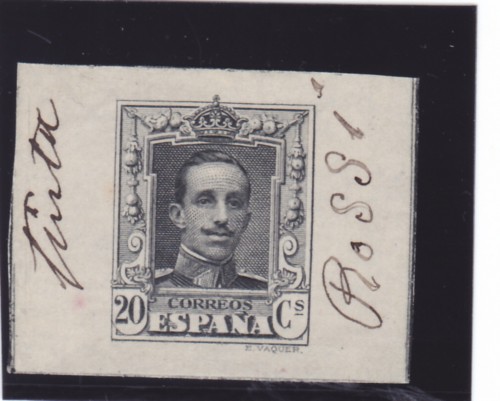 Tinta
20 CORREOS Cs
ESPAÑA
E. VAQUER.
Rossi